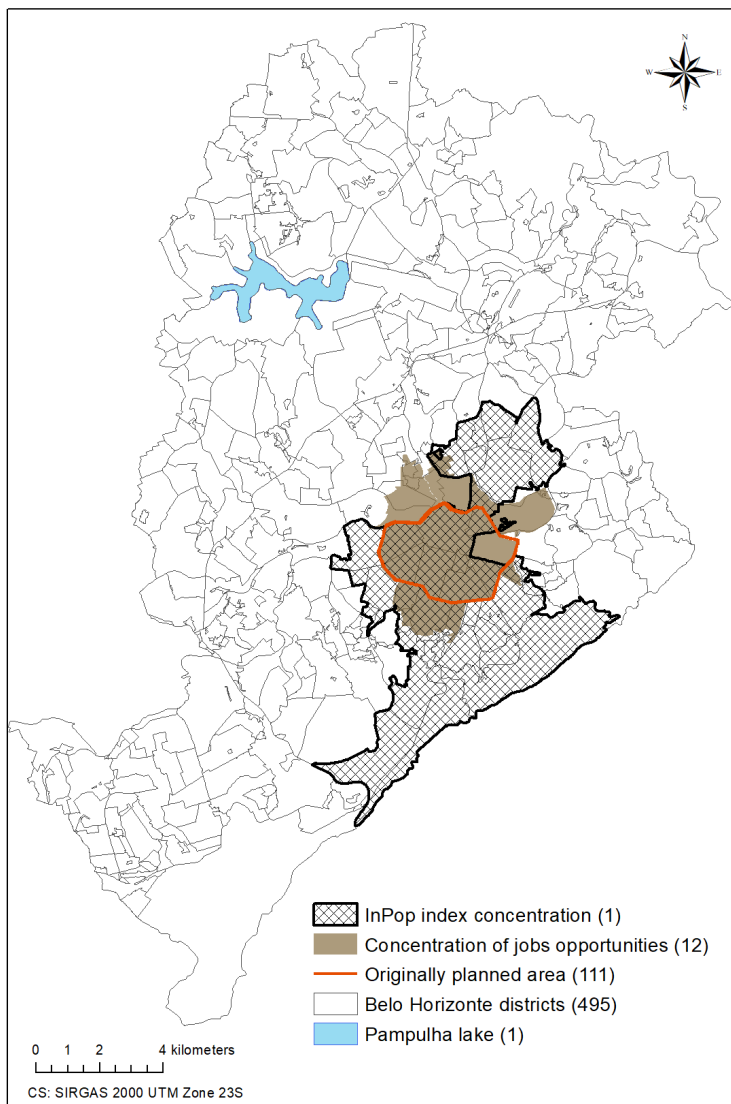 N
W E
S
InPop index concentration (1)
Concentration of jobs opportunities (12)
Originally planned area (111)
Belo Horizonte districts (495)
Pampulha lake (1)
0 1 2 4 kilometers
CS: SIRGAS 2000 UTM Zone 23S